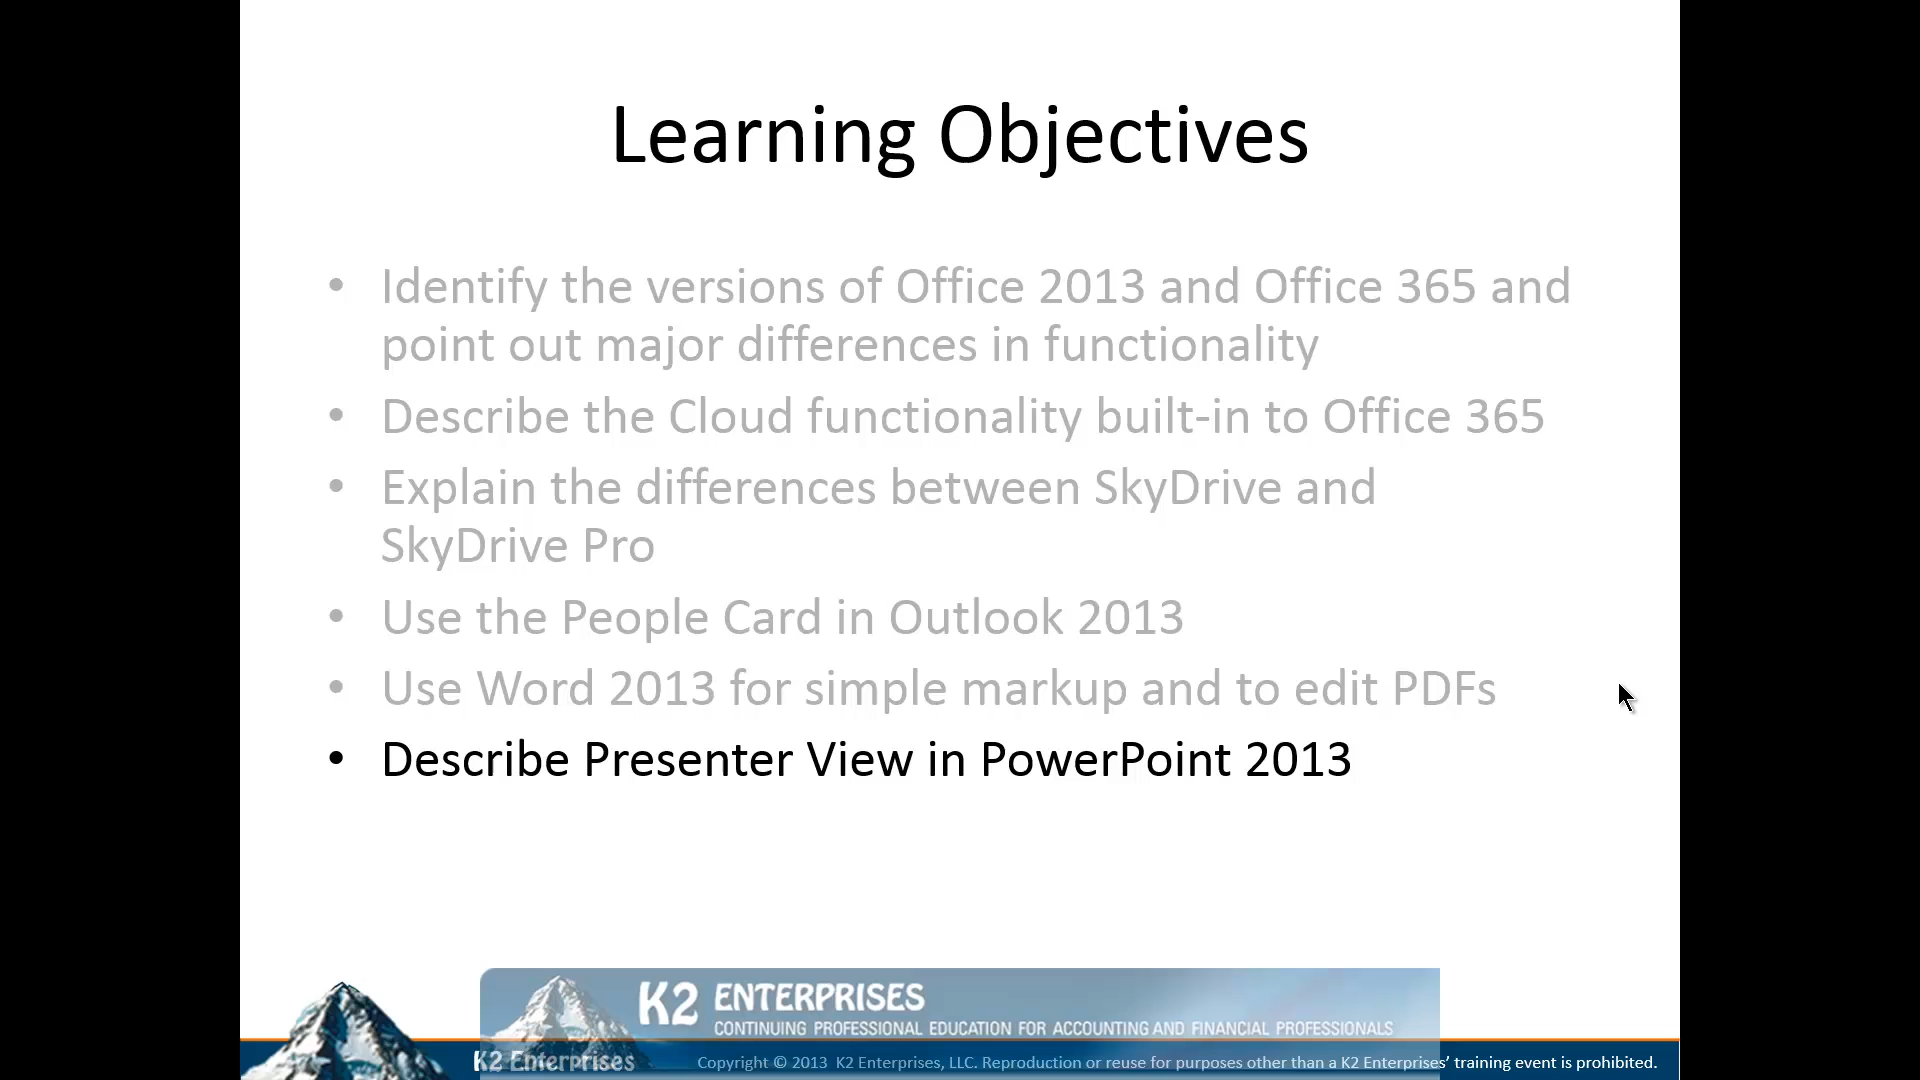 Learning Objectives
• Identify the versions of Office 2013 and Office 365 and
point out major differences in functionality
• Describe the Cloud functionality built-in to Office 365
• Explain the differences between SkyDrive and
SkyDrive Pro
• Use the People Card in Outlook 2013
• Use Word 2013 for simple markup and to edit PDFs
• Describe Presenter View in PowerPoint 2013
K2 ENTERPRISES
CONTINUING PROFESSIONAL EDUCATION FOR ACCOUNTING AND FINANCIAL PROFESSIONALS
K2 Enterprises
Copyright © 2013 K2 Enterprises, LLC. Reproduction or reuse for purposes other than a K2 Enterprises’ training event is prohibited.